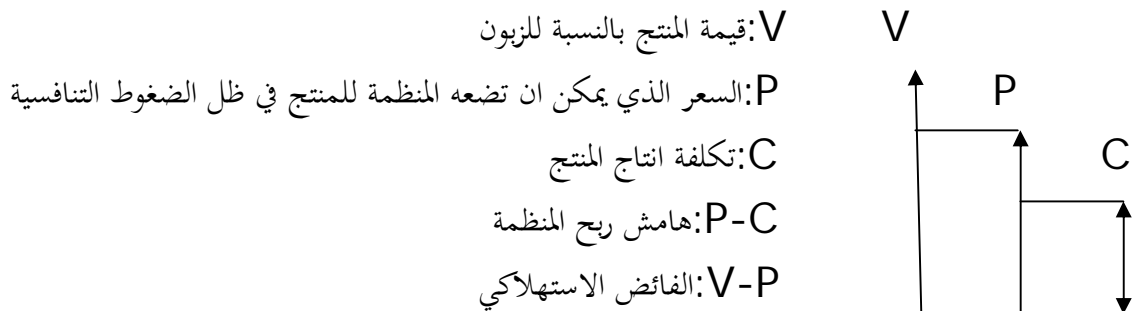 V:قيمة المنتج بالنسبة للزبون
P:السعر الذي يمكن ان تضعه المنظمة للمنتج في ظل الضغوط التنافسية
C:تكلفة انتاج المنتج
P-C:هامش ربح المنظمة
V-P:الفائض الاستهلاكي
V
P
C